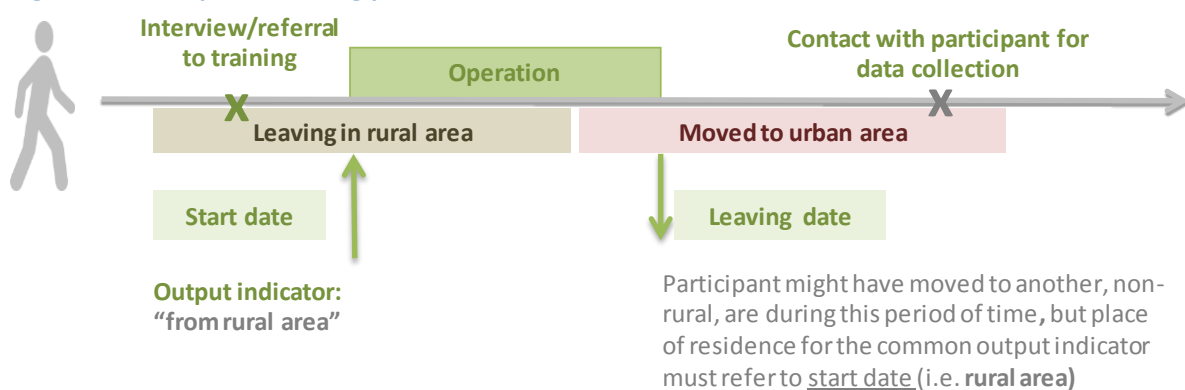 Interview/referral
to training
Contact with participant for
data collection
Operation
X
X
Leaving in rural area
Moved to urban area
Start date
Leaving date
Output indicator:
“from rural area”
Participant might have moved to another, non-
rural, are during this period of time, but place
of residence for the common output indicator
must refer to start date (i.e. rural area)